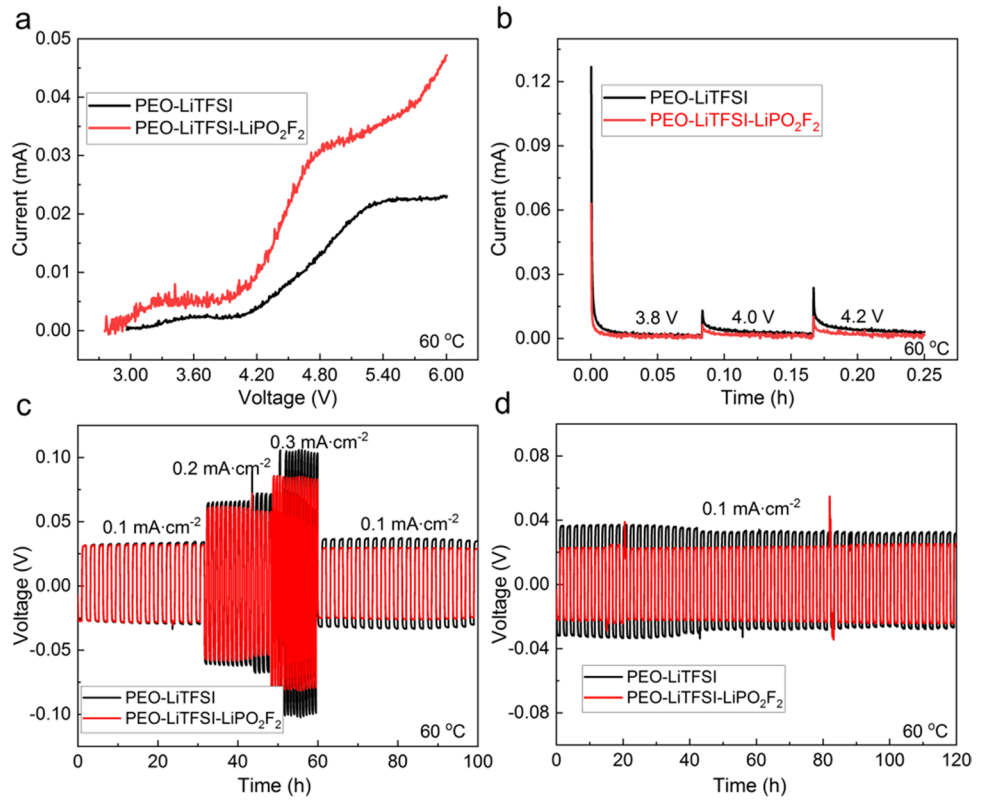 a
0.05
0.04
0.03
0.02
0.01
0.00
Current (mA)
PEO-LiTFSI
PEO-LiTFSI-LiPO₂F₂
60 °C
3.00 3.60 4.20 4.80 5.40 6.00
Voltage (V)
b
0.12
0.09
0.06
0.03
0.00
Current (mA)
PEO-LiTFSI
PEO-LiTFSI-LiPO₂F₂
3.8 V 4.0 V 4.2 V
60 °C
0.00 0.05 0.10 0.15 0.20 0.25
Time (h)
c
0.10
0.05
0.00
-0.05
-0.10
Voltage (V)
0.3 mA·cm⁻²
0.2 mA·cm⁻²
0.1 mA·cm⁻² 0.1 mA·cm⁻²
PEO-LiTFSI
PEO-LiTFSI-LiPO₂F₂
60 °C
0 20 40 60 80 100
Time (h)
d
0.08
0.04
0.00
-0.04
-0.08
Voltage (V)
0.1 mA·cm⁻²
PEO-LiTFSI
PEO-LiTFSI-LiPO₂F₂
60 °C
0 20 40 60 80 100 120
Time (h)